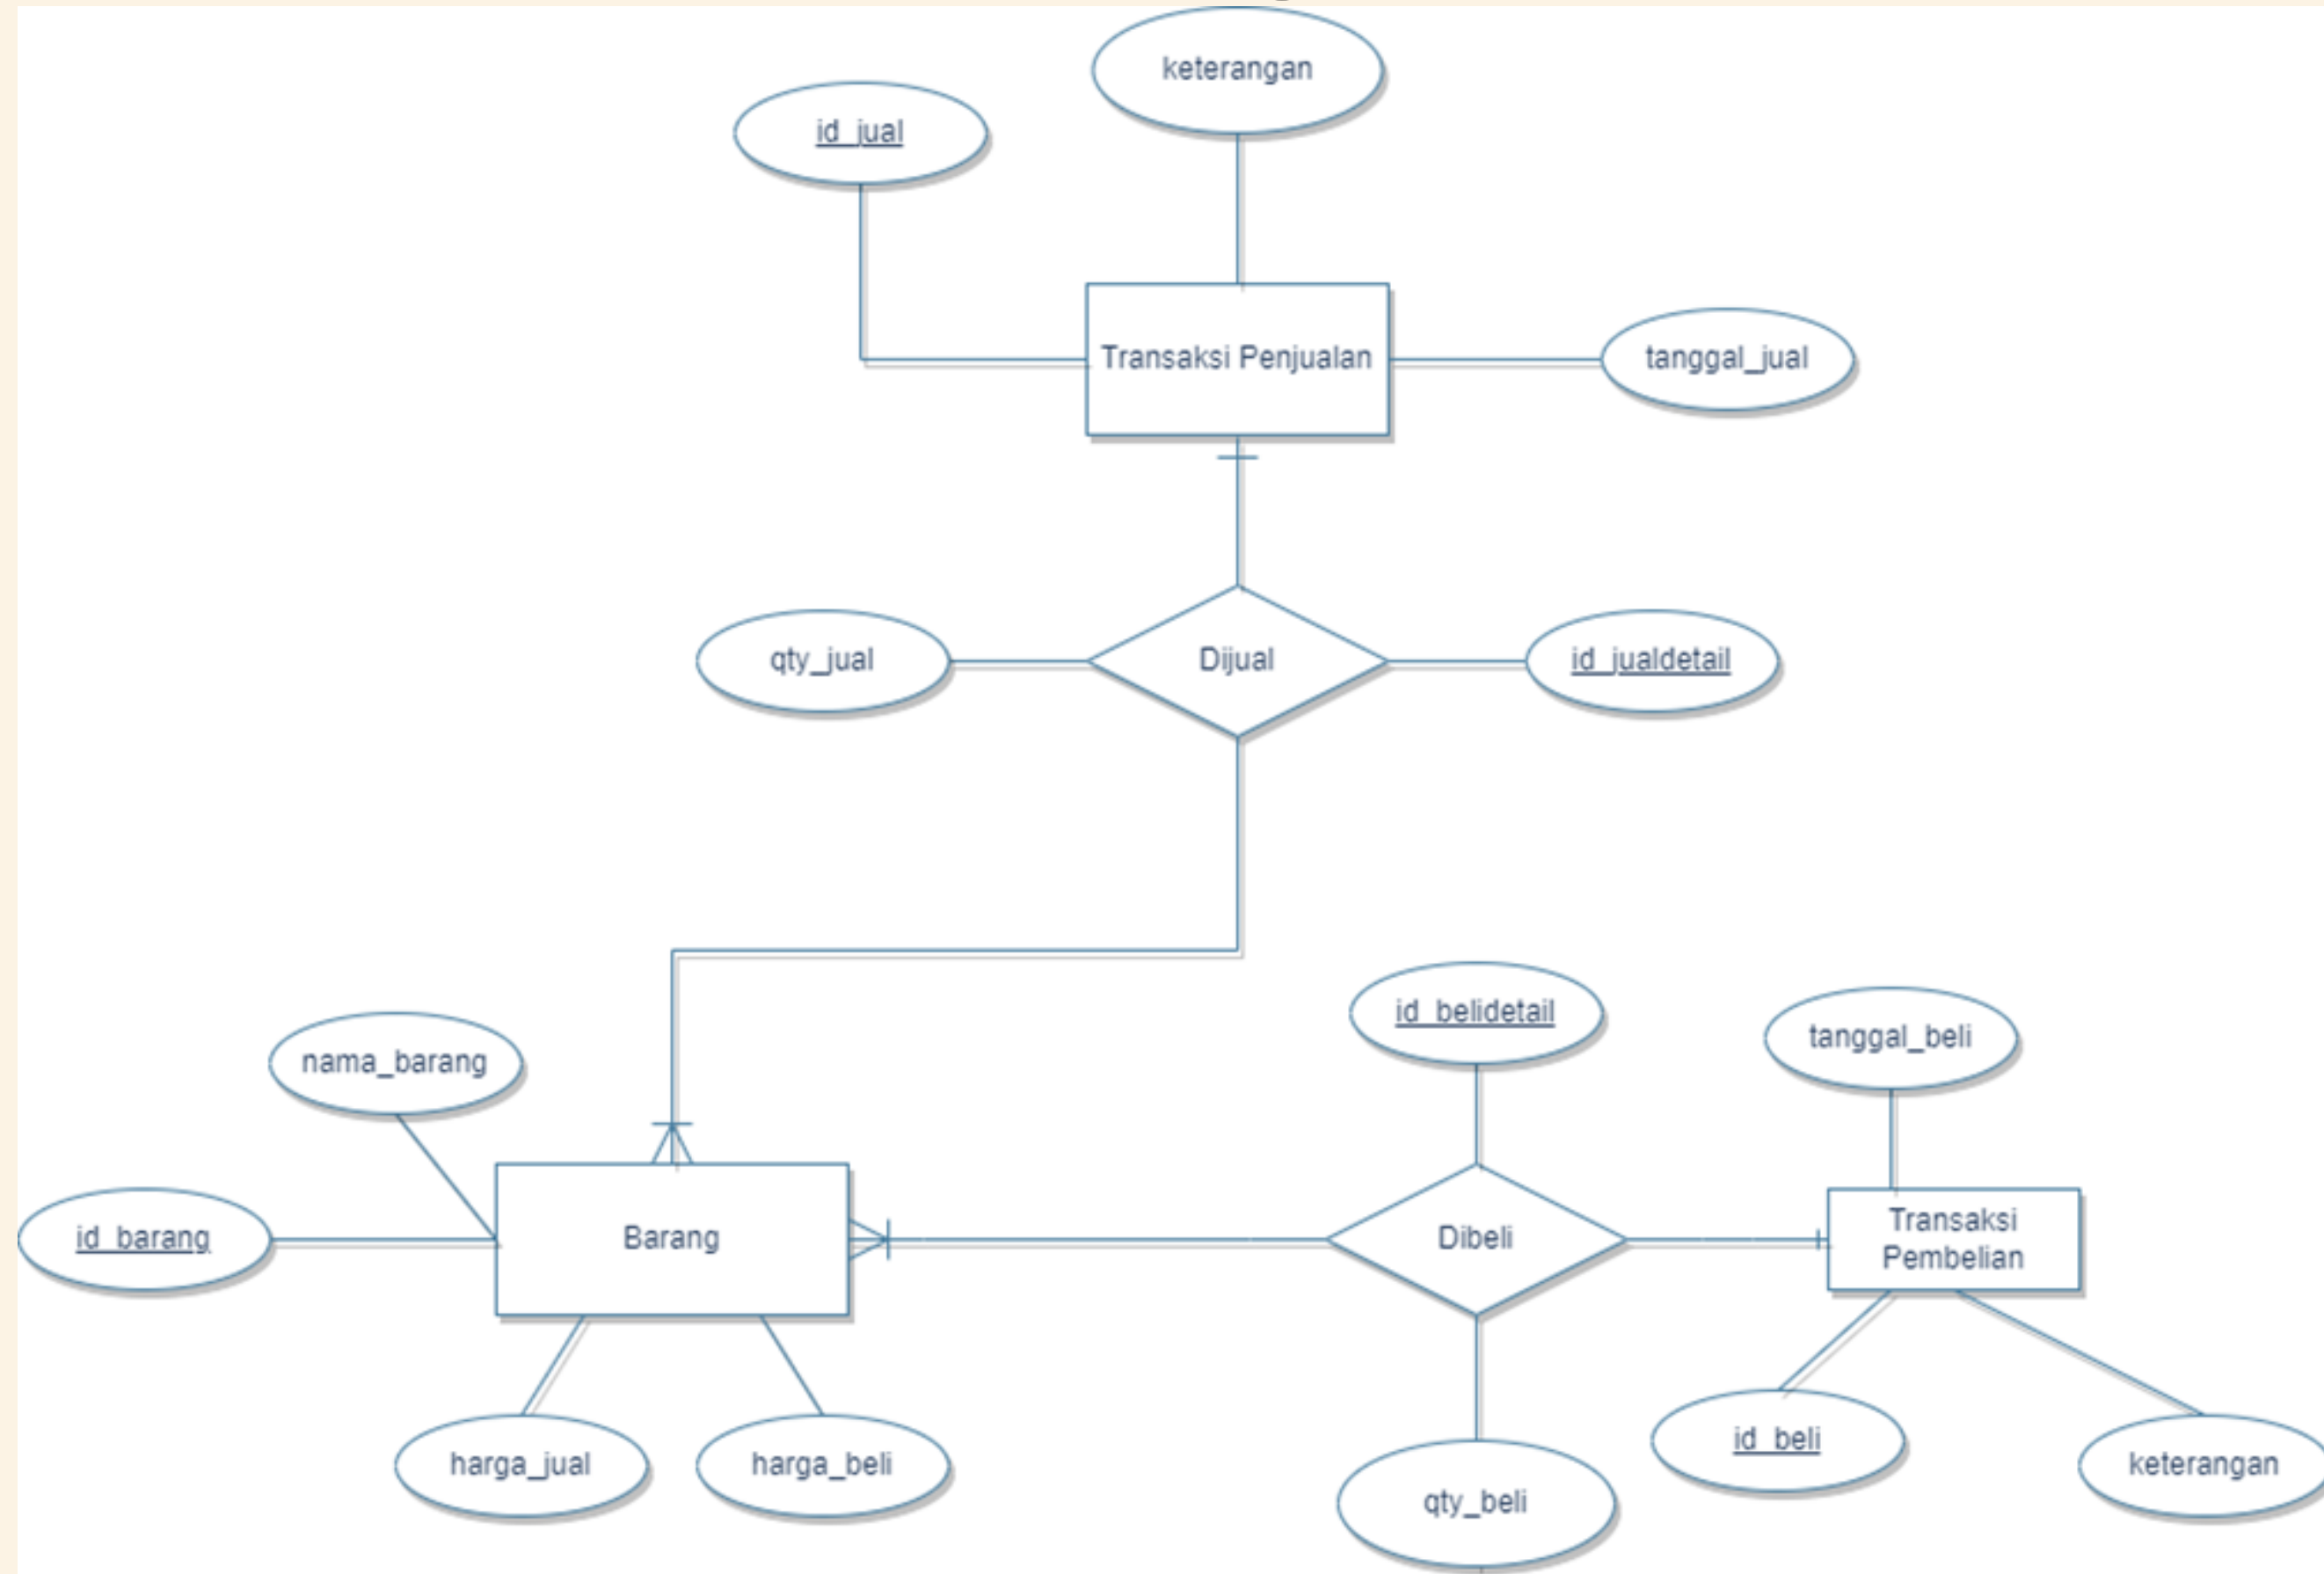 keterangan
id_jual
Transaksi Penjualan
tanggal_jual
qty_jual
Dijual
id_jualdetail
id_belidetail
tanggal_beli
nama_barang
id_barang
Barang
Dibeli
Transaksi
Pembelian
harga_jual
harga_beli
id_beli
keterangan
qty_beli